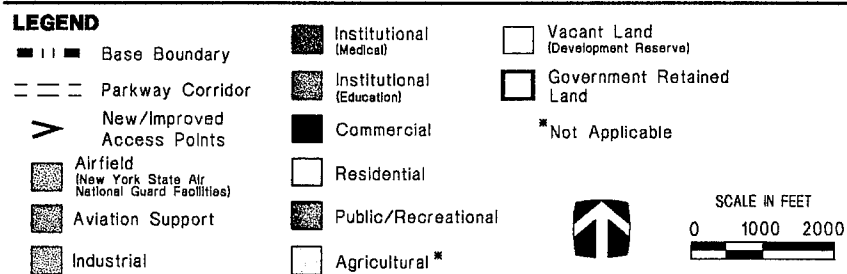 LEGEND
Base Boundary
Parkway Corridor
New/Improved
Access Points
Airfield
(New York State Air
National Guard Facilities)
Aviation Support
Industrial
Institutional
(Medical)
Institutional
(Education)
Commercial
Residential
Public/Recreational
Agricultural*
Vacant Land
(Development Reserve)
Government Retained
Land
*Not Applicable
SCALE IN FEET
0 1000 2000